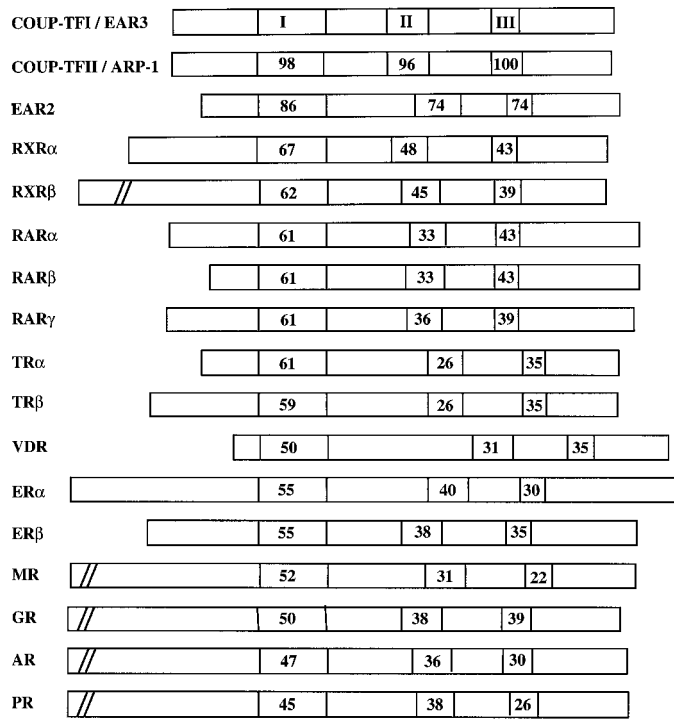 COUP-TFI / EAR3 I II III
COUP-TFII / ARP-1 98 96 100
EAR2 86 74 74
RXRα 67 48 43
RXRβ 62 45 39
RARα 61 33 43
RARβ 61 33 43
RARγ 61 36 39
TRα 61 26 35
TRβ 59 26 35
VDR 50 31 35
ERα 55 40 30
ERβ 55 38 35
MR 52 31 22
GR 50 38 39
AR 47 36 30
PR 45 38 26